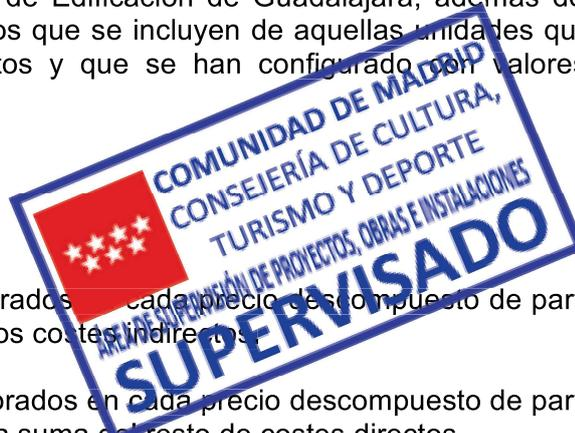 de Edificación de Guadalajara, además de
os que se incluyen de aquellas unidades qu
tos y que se han configurado con valores
COMUNIDAD DE MADRID
CONSEJERÍA DE CULTURA,
TURISMO Y DEPORTE
ÁREA DE SUPERVISIÓN DE PROYECTOS, OBRAS E INSTALACIONES
SUPERVISADO
rados cada precio descompuesto de par
os costes indirectos.
orados en cada precio descompuesto de par
suma resto de costes directos